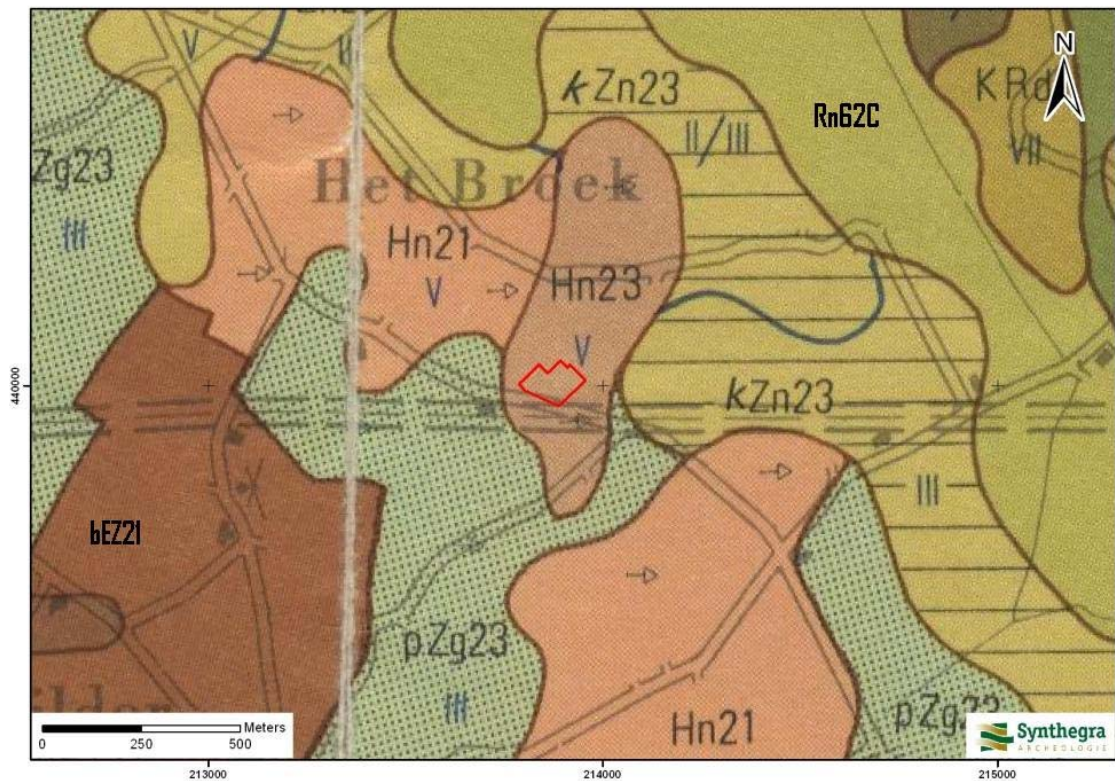 V
II
N
kZn23
Rn62C
KRd
II/III
VII
Zg23
Het Broek
III
Hn21
Hn23
V
V
440000
kZn23
III
bEZ21
pZg23
III
Hn21
pZg23
Meters
0 250 500
Synthegra
ARCHEOLOGIE
213000 214000 215000